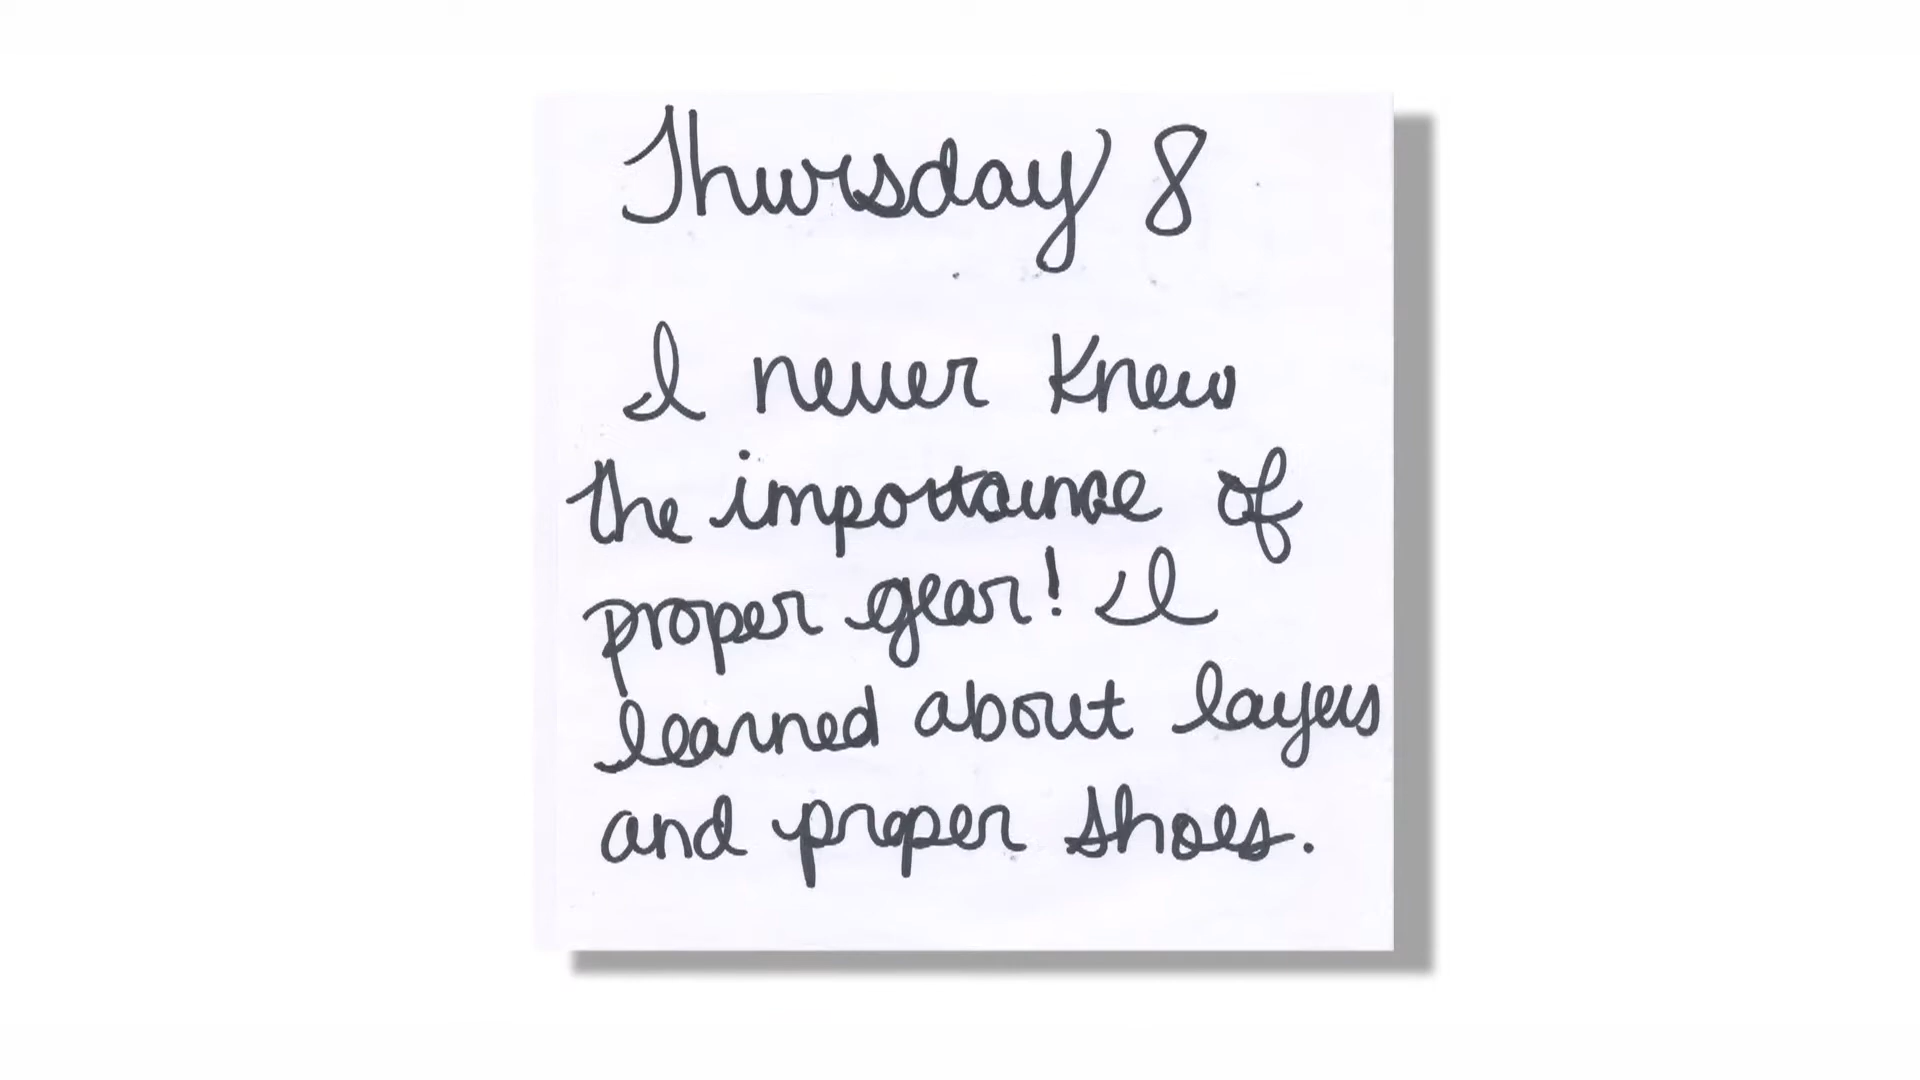 Thursday 8
I never knew
the importance of
proper gear! I
learned about layers
and proper shoes.